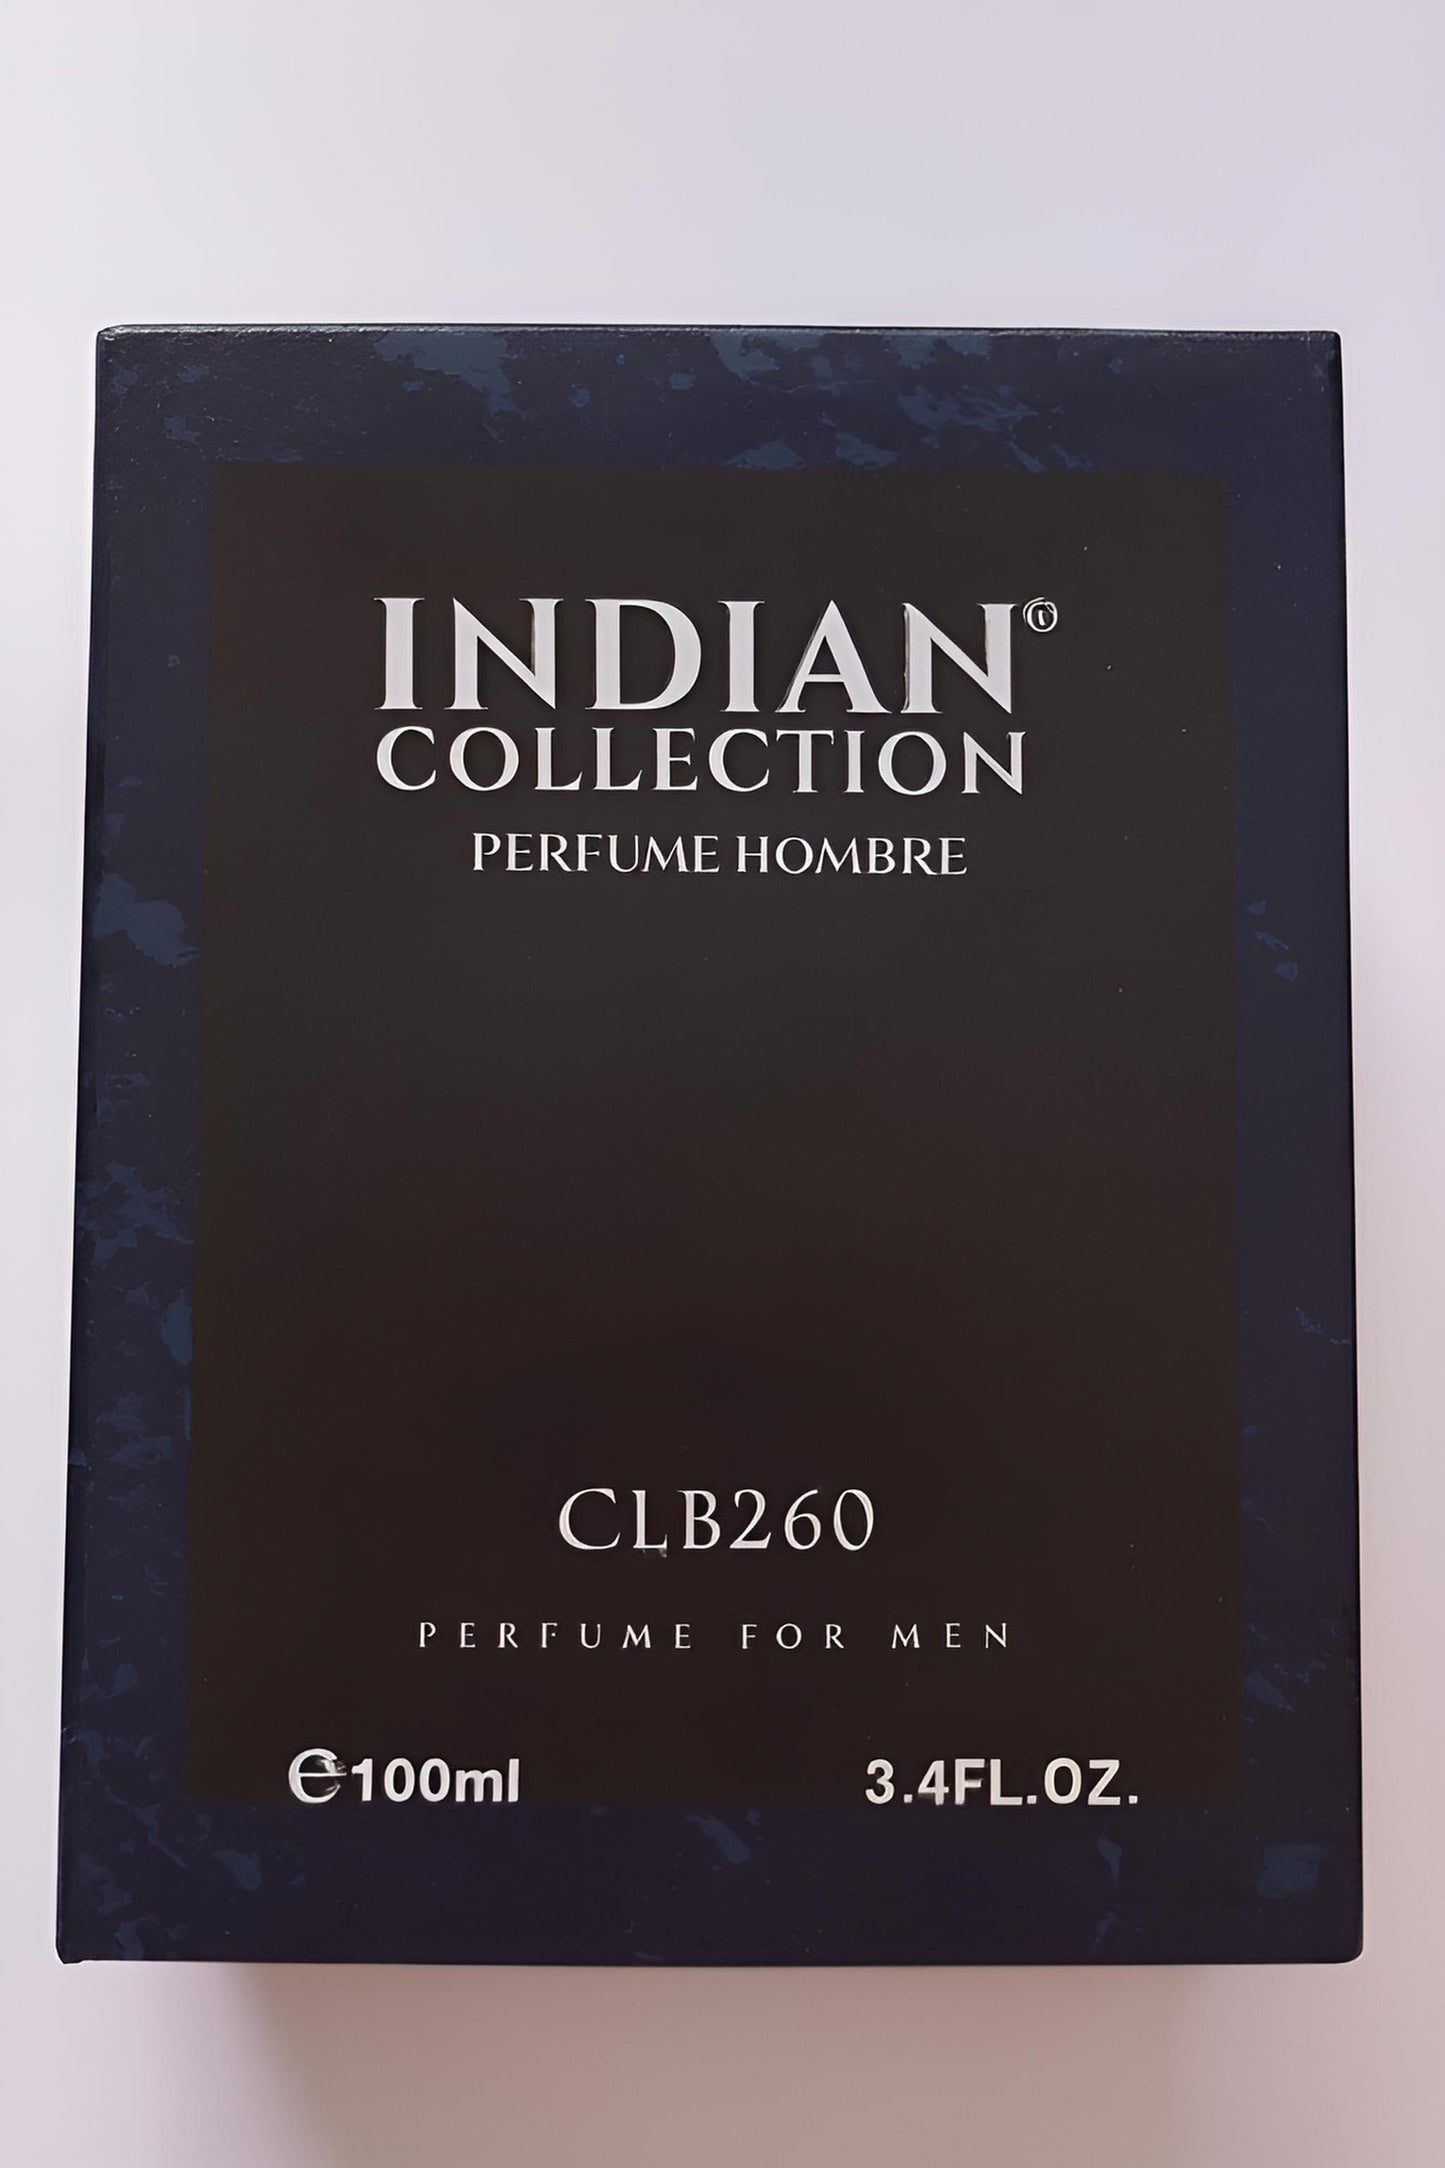 INDIAN®
COLLECTION
PERFUME HOMBRE
CLB260
PERFUME FOR MEN
℮100ml 3.4FL.OZ.